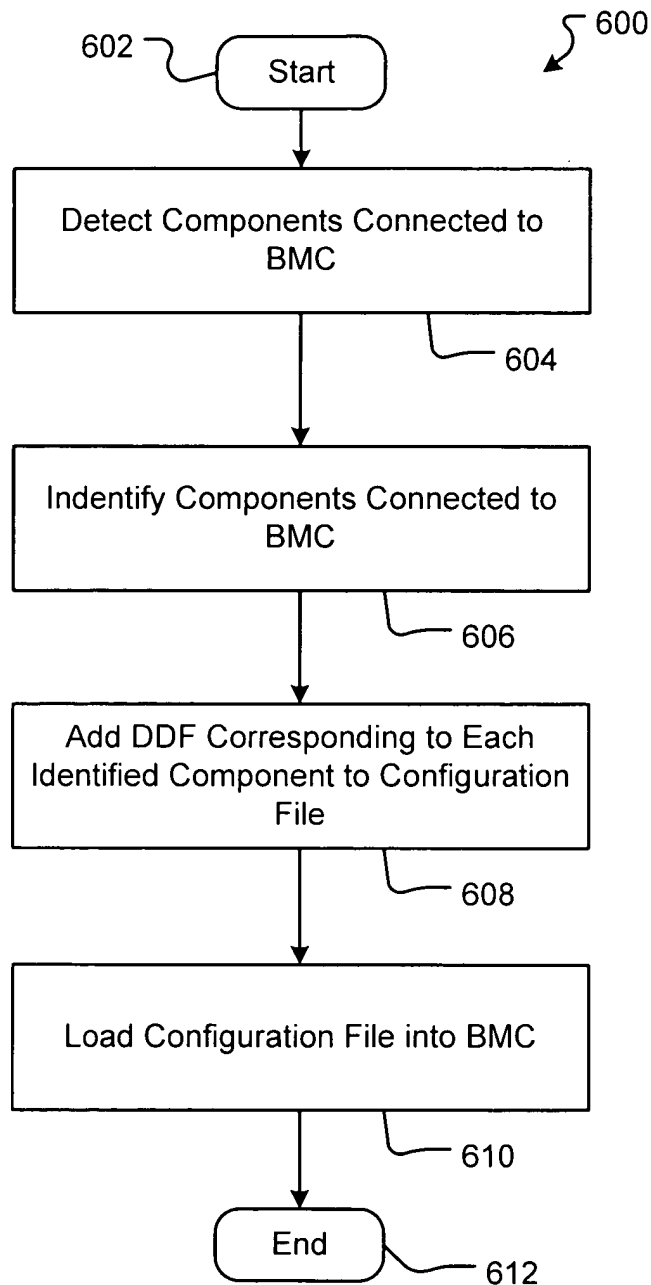 600
602
Start
Detect Components Connected to
BMC
604
Indentify Components Connected to
BMC
606
Add DDF Corresponding to Each
Identified Component to Configuration
File
608
Load Configuration File into BMC
610
End
612